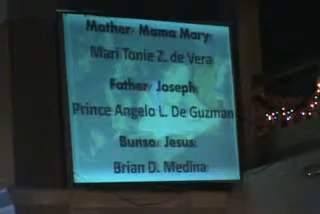 Mother/ Mama Mary:
Mari Tonie Z. de Vera
Father/ Joseph:
Prince Angelo L. De Guzman
Bunso/ Jesus:
Brian D. Medina